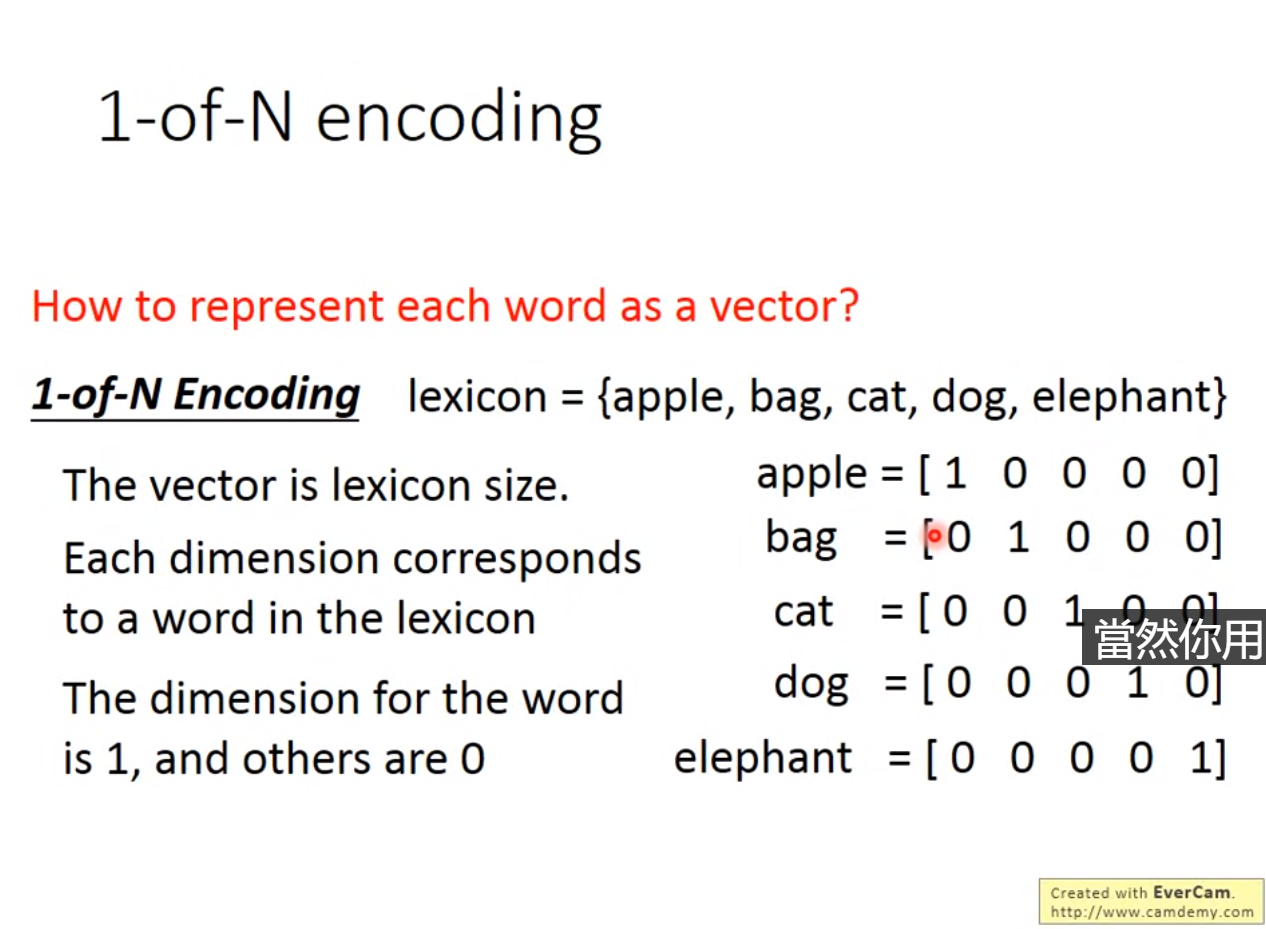 1-of-N encoding
How to represent each word as a vector?
1-of-N Encoding lexicon = {apple, bag, cat, dog, elephant}
The vector is lexicon size.
Each dimension corresponds
to a word in the lexicon
The dimension for the word
is 1, and others are 0
apple = [ 1 0 0 0 0]
bag = [ 0 1 0 0 0]
cat = [ 0 0 1 0 0]
當然你用
dog = [ 0 0 0 1 0]
elephant = [ 0 0 0 0 1]
Created with EverCam.
http://www.camdemy.com